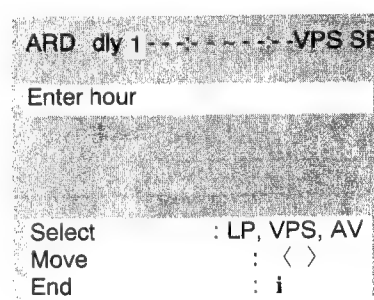 ARD dly 1 - - -:- - - - - -:- -VPS SP
Enter hour
Select : LP, VPS, AV
Move : 〈 〉
End : i